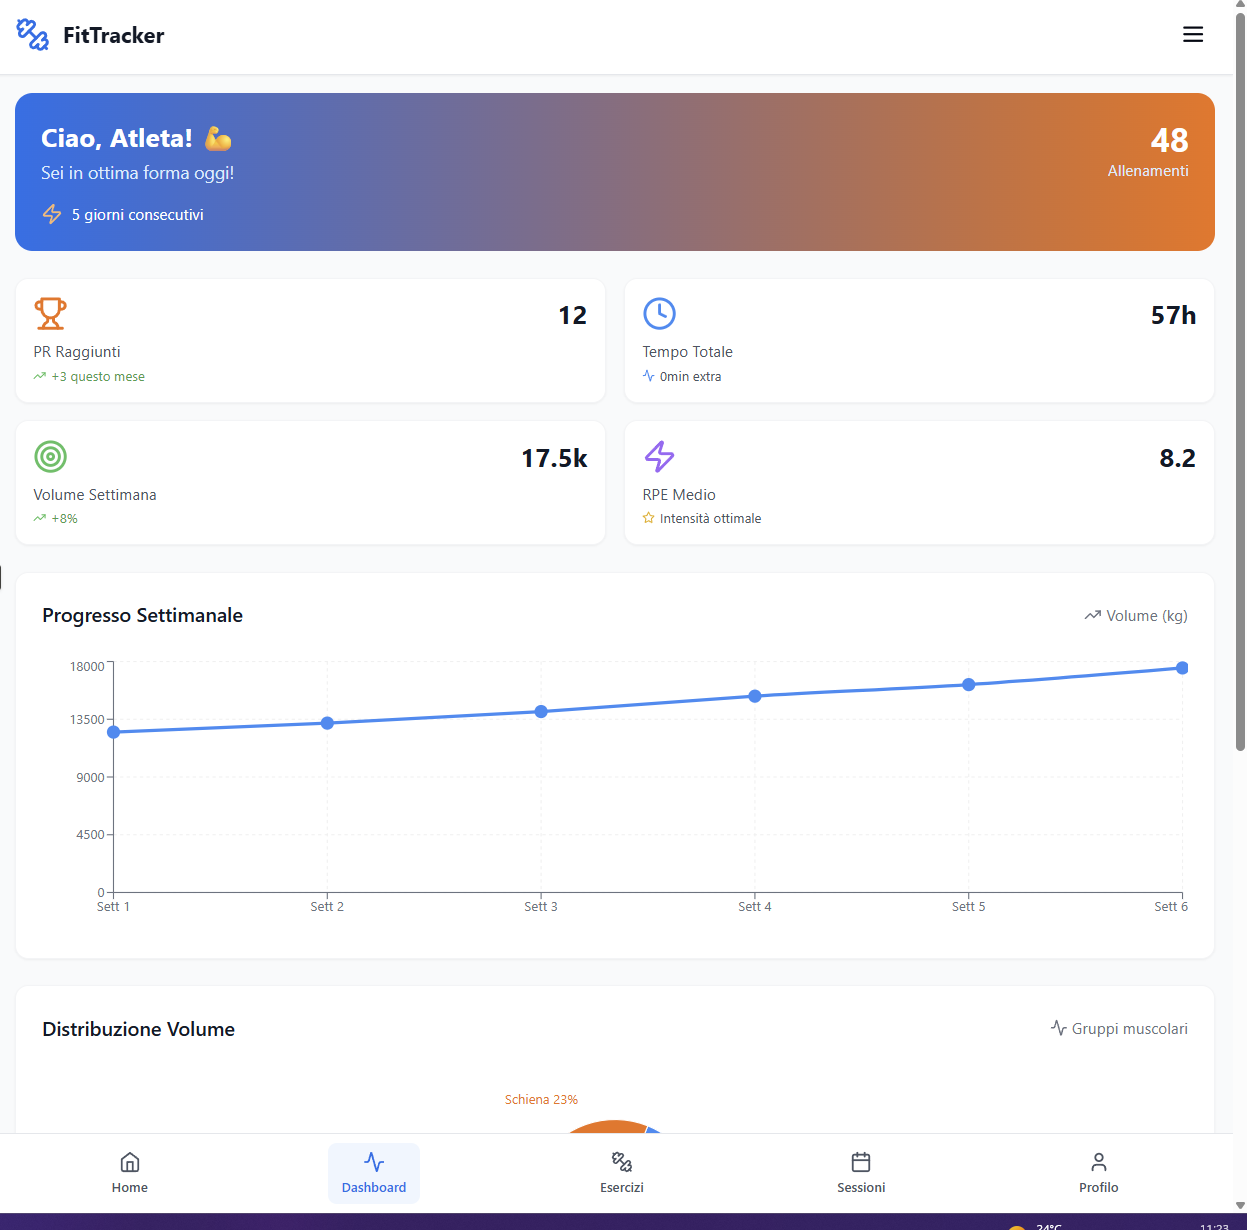 FitTracker
Ciao, Atleta!
Sei in ottima forma oggi!
5 giorni consecutivi
48
Allenamenti
12
PR Raggiunti
+3 questo mese
57h
Tempo Totale
0min extra
17.5k
Volume Settimana
+8%
8.2
RPE Medio
Intensità ottimale
Progresso Settimanale
Volume (kg)
18000
13500
9000
4500
0
Sett 1
Sett 2
Sett 3
Sett 4
Sett 5
Sett 6
Distribuzione Volume
Gruppi muscolari
Schiena 23%
Home
Dashboard
Esercizi
Sessioni
Profilo
24°C
11:23